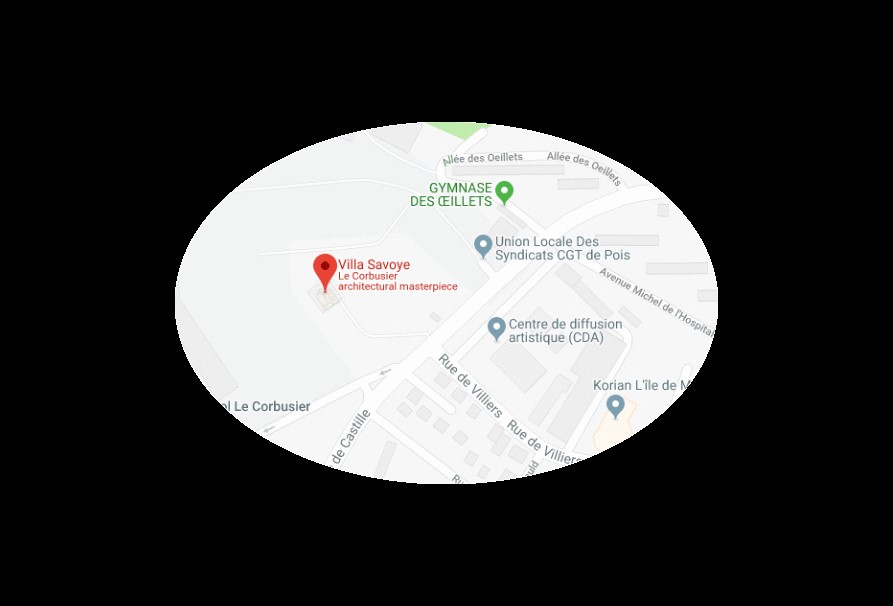 Allée des Oeillets
Allée des Oeillets
GYMNASE
DES ŒILLETS
Union Locale Des
Syndicats CGT de Pois
Villa Savoye
Le Corbusier
architectural masterpiece
Avenue Michel de l'Hospital
Centre de diffusion
artistique (CDA)
Rue de Villiers
Korian L'île de M
Le Corbusier
de Castille
Rue de Villiers